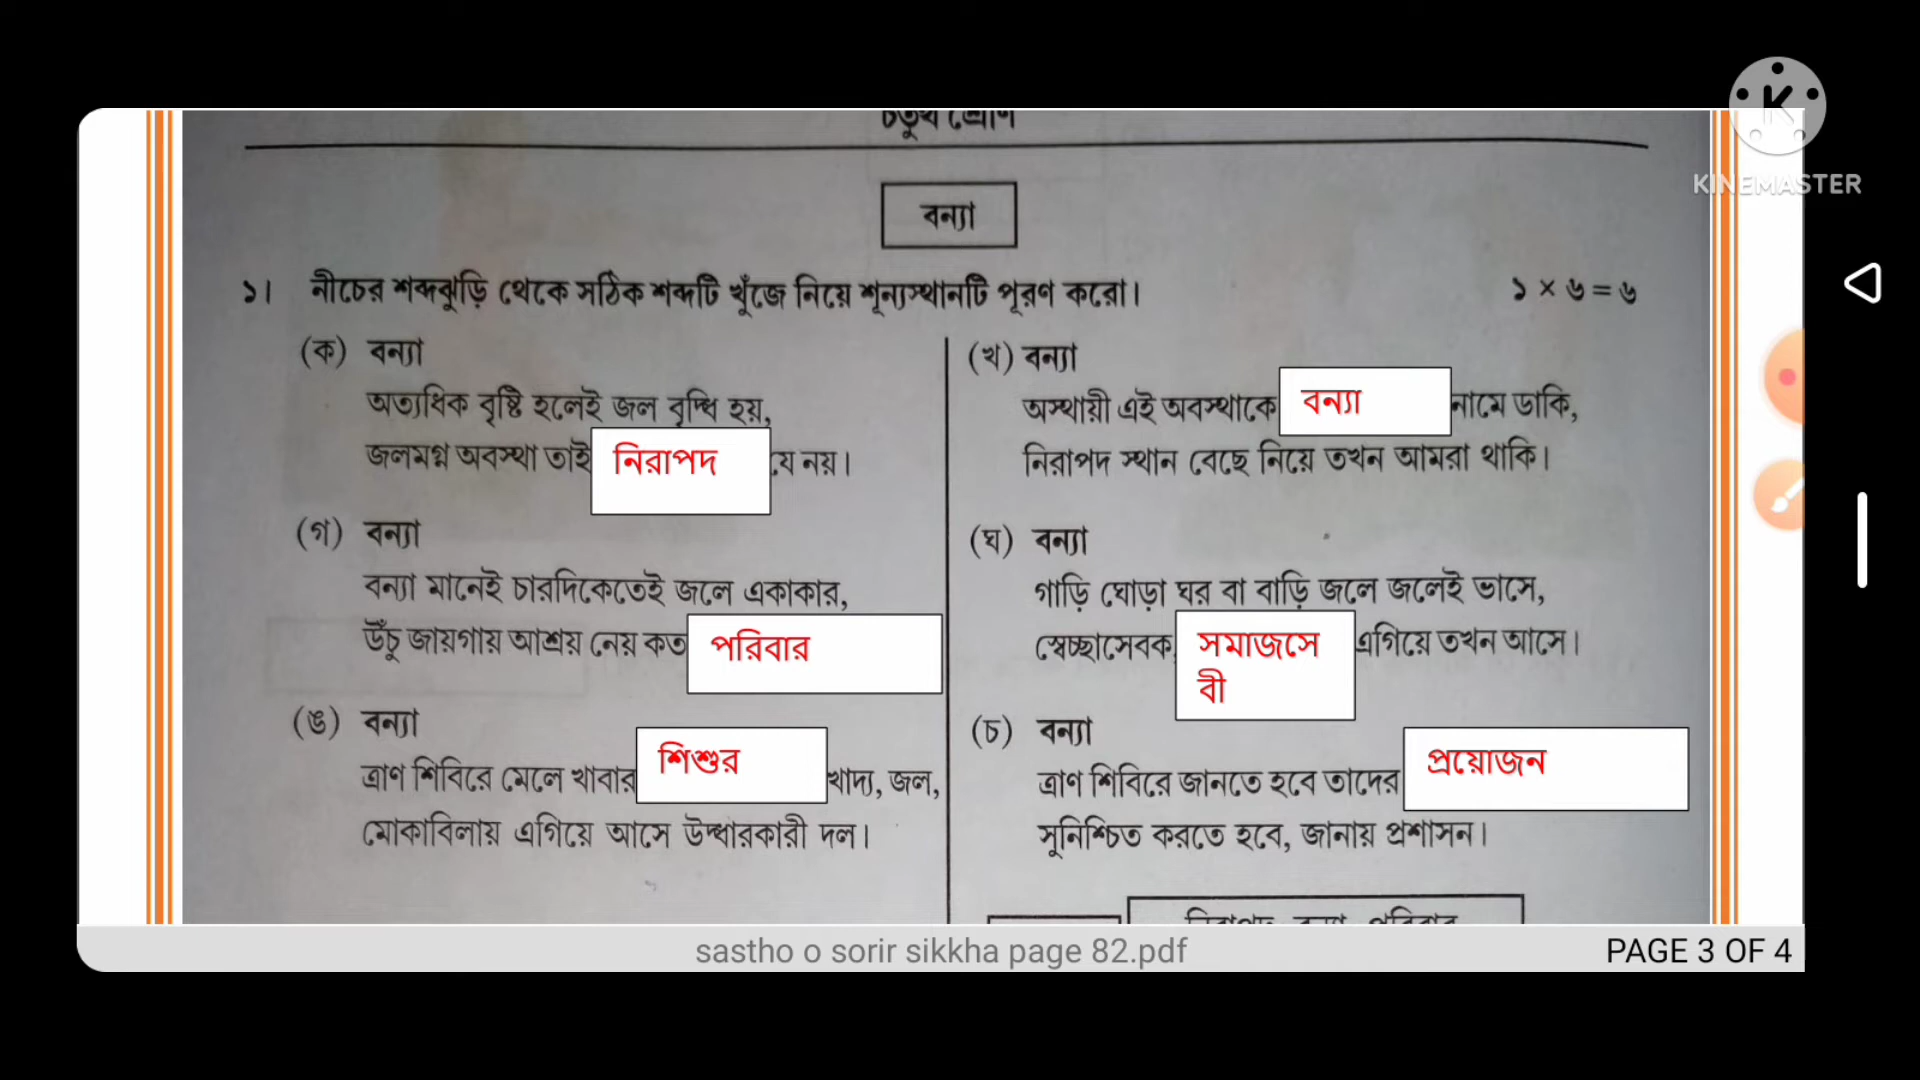 চতুর্থ শ্রেণি
KINEMASTER
বন্যা
১। নীচের শব্দঝুড়ি থেকে সঠিক শব্দটি খুঁজে নিয়ে শূন্যস্থানটি পূরণ করো। ১ × ৬ = ৬
(ক) বন্যা
অত্যধিক বৃষ্টি হলেই জল বৃদ্ধি হয়,
জলমগ্ন অবস্থা তাই নিরাপদ যে নয়।
(খ) বন্যা
অস্থায়ী এই অবস্থাকে বন্যা নামে ডাকি,
নিরাপদ স্থান বেছে নিয়ে তখন আমরা থাকি।
(গ) বন্যা
বন্যা মানেই চারদিকেতেই জলে একাকার,
উঁচু জায়গায় আশ্রয় নেয় কত পরিবার
(ঘ) বন্যা
গাড়ি ঘোড়া ঘর বা বাড়ি জলে জলেই ভাসে,
স্বেচ্ছাসেবক, সমাজসেবী এগিয়ে তখন আসে।
(ঙ) বন্যা
ত্রাণ শিবিরে মেলে খাবার শিশুর খাদ্য, জল,
মোকাবিলায় এগিয়ে আসে উদ্ধারকারী দল।
(চ) বন্যা
ত্রাণ শিবিরে জানতে হবে তাদের প্রয়োজন
সুনিশ্চিত করতে হবে, জানায় প্রশাসন।
নিরাপদ, বন্যা, পরিবার
sastho o sorir sikkha page 82.pdf
PAGE 3 OF 4